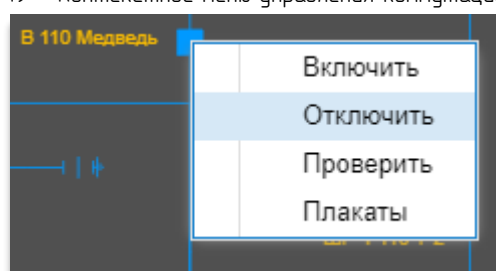 В 110 Медведь
Включить
Отключить
Проверить
Плакаты